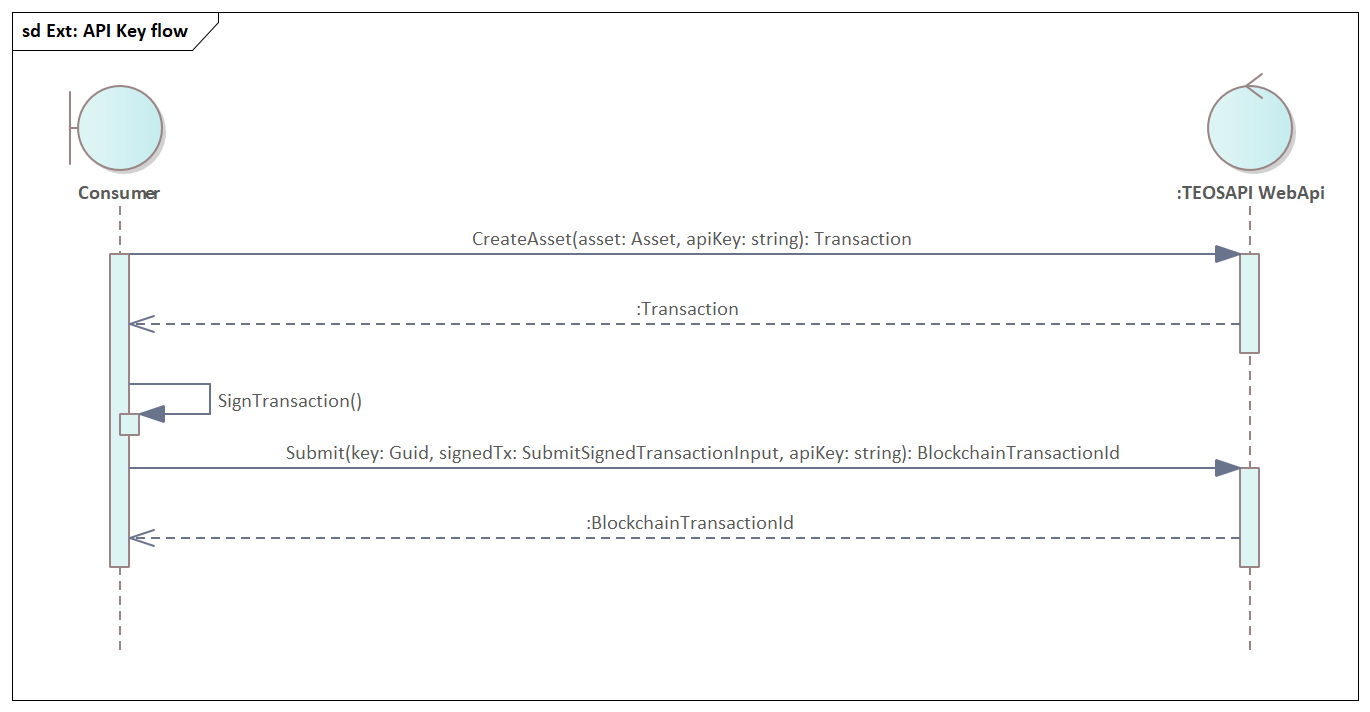 sd Ext: API Key flow
Consumer
:TEOSAPI WebApi
CreateAsset(asset: Asset, apiKey: string): Transaction
:Transaction
SignTransaction()
Submit(key: Guid, signedTx: SubmitSignedTransactionInput, apiKey: string): BlockchainTransactionId
:BlockchainTransactionId